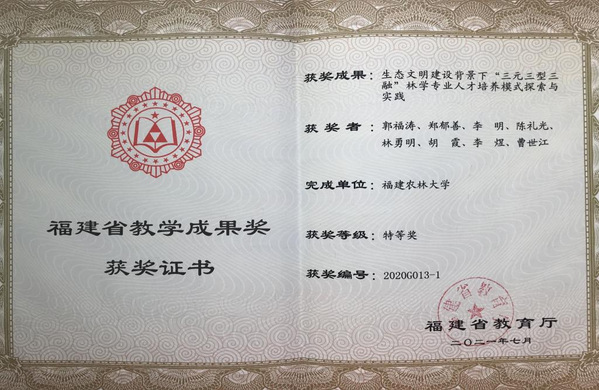 福建省教学成果奖
获奖证书
获奖成果：生态文明建设背景下“三元三型三
融”林学专业人才培养模式探索与
实践
获奖者：郭福涛、郑郁善、李明、陈礼光、
林勇明、胡霞、李煜、曹世江
完成单位：福建农林大学
获奖等级：特等奖
获奖编号：2020G013-1
福建省教育厅
二〇二一年七月